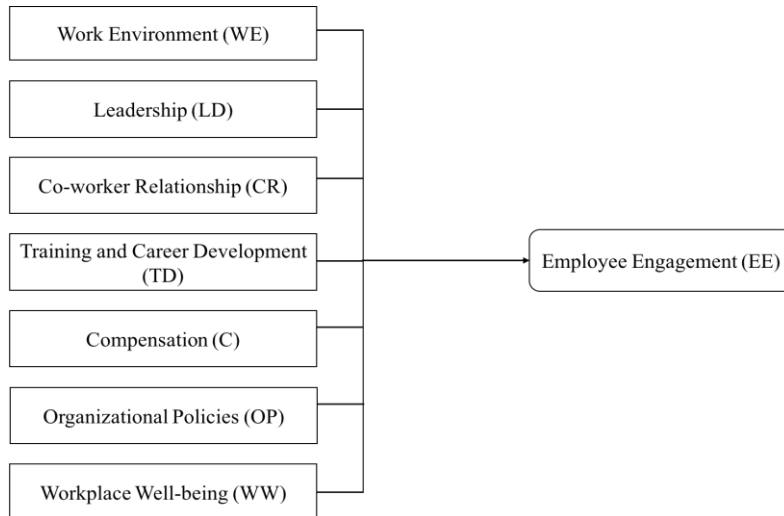 Work Environment (WE)
Leadership (LD)
Co-worker Relationship (CR)
Training and Career Development
(TD)
Employee Engagement (EE)
Compensation (C)
Organizational Policies (OP)
Workplace Well-being (WW)